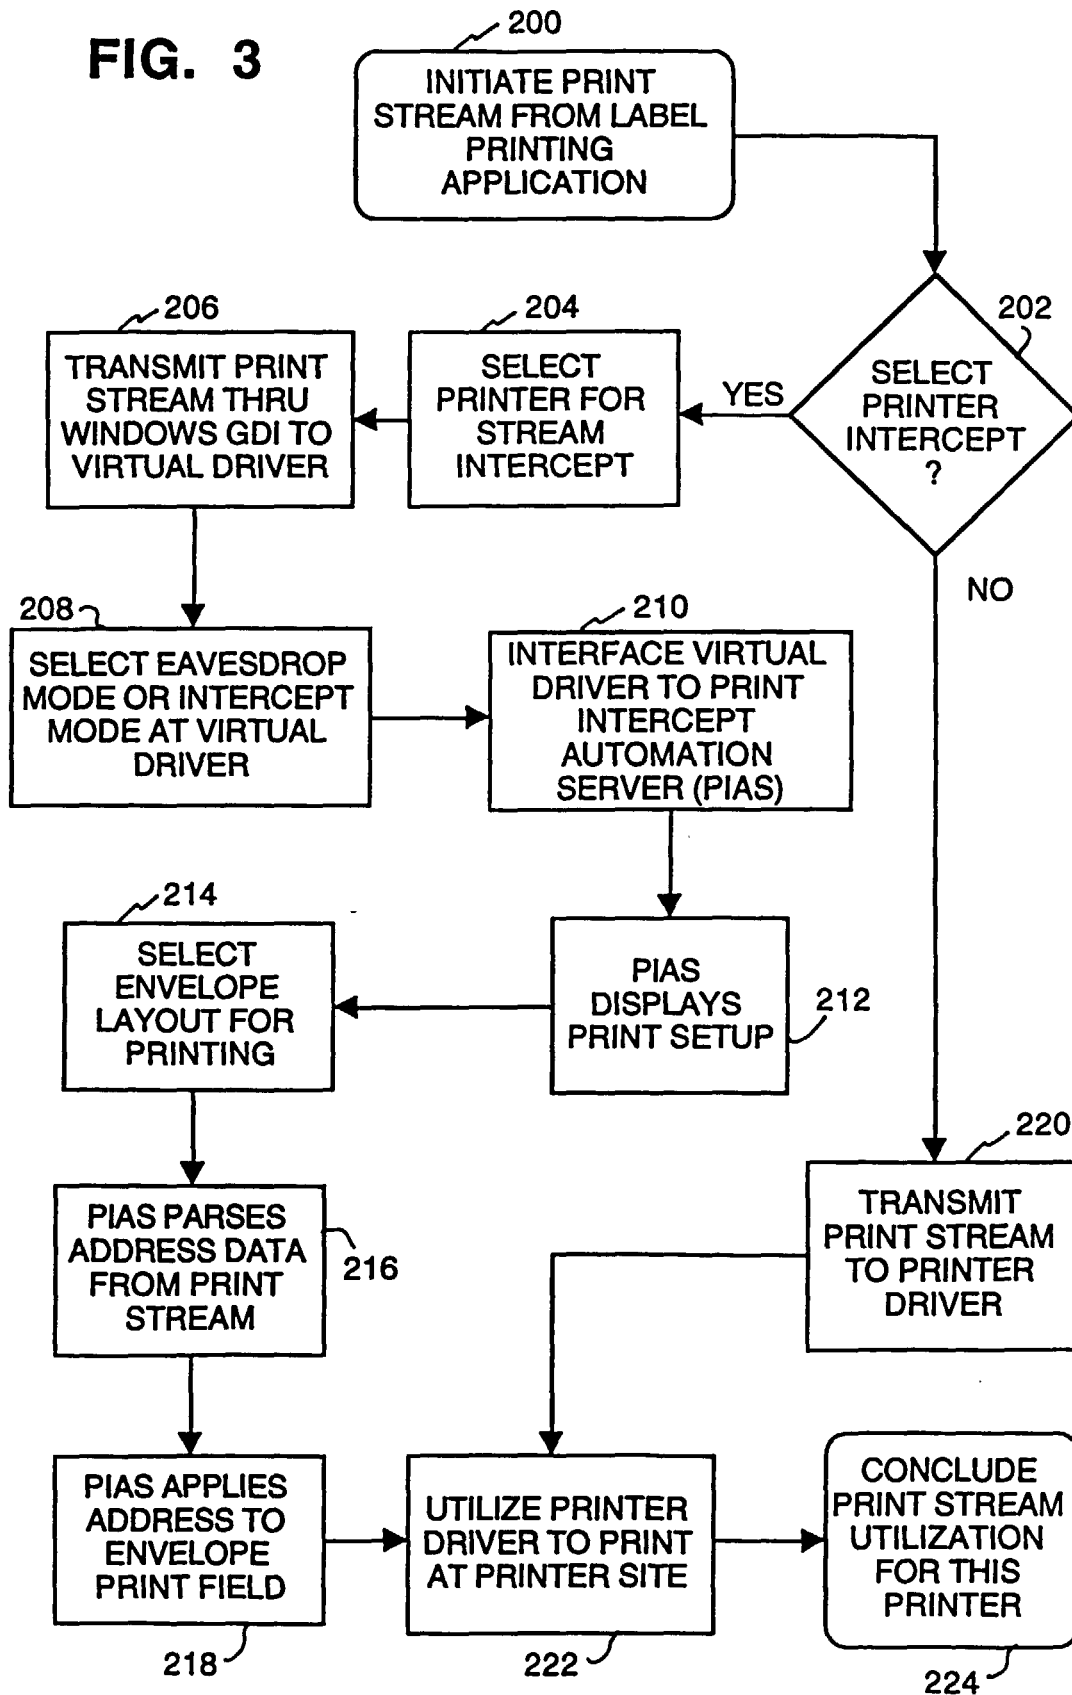 FIG. 3
200
INITIATE PRINT
STREAM FROM LABEL
PRINTING
APPLICATION
202
SELECT
PRINTER
INTERCEPT
?
YES
NO
204
SELECT
PRINTER FOR
STREAM
INTERCEPT
206
TRANSMIT PRINT
STREAM THRU
WINDOWS GDI TO
VIRTUAL DRIVER
208
SELECT EAVESDROP
MODE OR INTERCEPT
MODE AT VIRTUAL
DRIVER
210
INTERFACE VIRTUAL
DRIVER TO PRINT
INTERCEPT
AUTOMATION
SERVER (PIAS)
212
PIAS
DISPLAYS
PRINT SETUP
214
SELECT
ENVELOPE
LAYOUT FOR
PRINTING
216
PIAS PARSES
ADDRESS DATA
FROM PRINT
STREAM
218
PIAS APPLIES
ADDRESS TO
ENVELOPE
PRINT FIELD
220
TRANSMIT
PRINT STREAM
TO PRINTER
DRIVER
222
UTILIZE PRINTER
DRIVER TO PRINT
AT PRINTER SITE
224
CONCLUDE
PRINT STREAM
UTILIZATION
FOR THIS
PRINTER